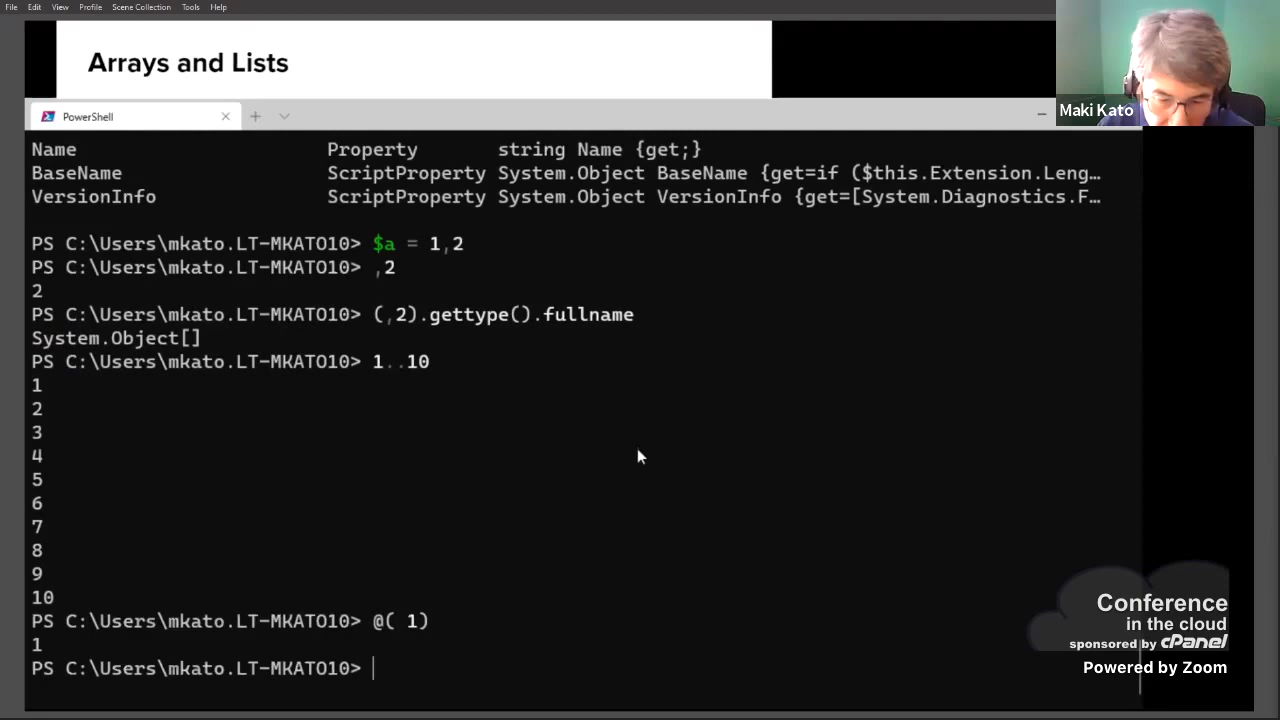 File Edit View Profile Scene Collection Tools Help
Arrays and Lists
Maki Kato
PowerShell
Name Property string Name {get;}
BaseName ScriptProperty System.Object BaseName {get=if ($this.Extension.Leng…
VersionInfo ScriptProperty System.Object VersionInfo {get=[System.Diagnostics.F…
PS C:\Users\mkato.LT-MKATO10> $a = 1,2
PS C:\Users\mkato.LT-MKATO10> ,2
2
PS C:\Users\mkato.LT-MKATO10> (,2).gettype().fullname
System.Object[]
PS C:\Users\mkato.LT-MKATO10> 1..10
1
2
3
4
5
6
7
8
9
10
PS C:\Users\mkato.LT-MKATO10> @( 1)
1
PS C:\Users\mkato.LT-MKATO10>
Conference
in the cloud
sponsored by cPanel
Powered by Zoom